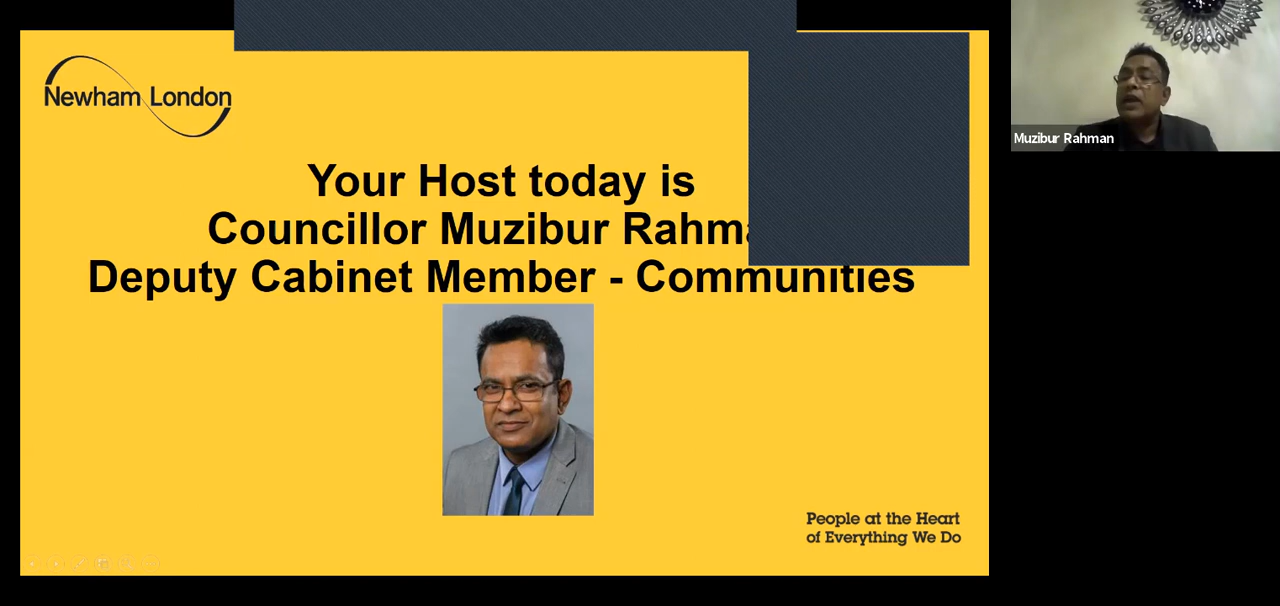 Newham London
Your Host today is
Councillor Muzibur Rahma
Deputy Cabinet Member - Communities
People at the Heart
of Everything We Do
Muzibur Rahman